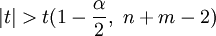 |t| > t(1 − α/2, n + m − 2)